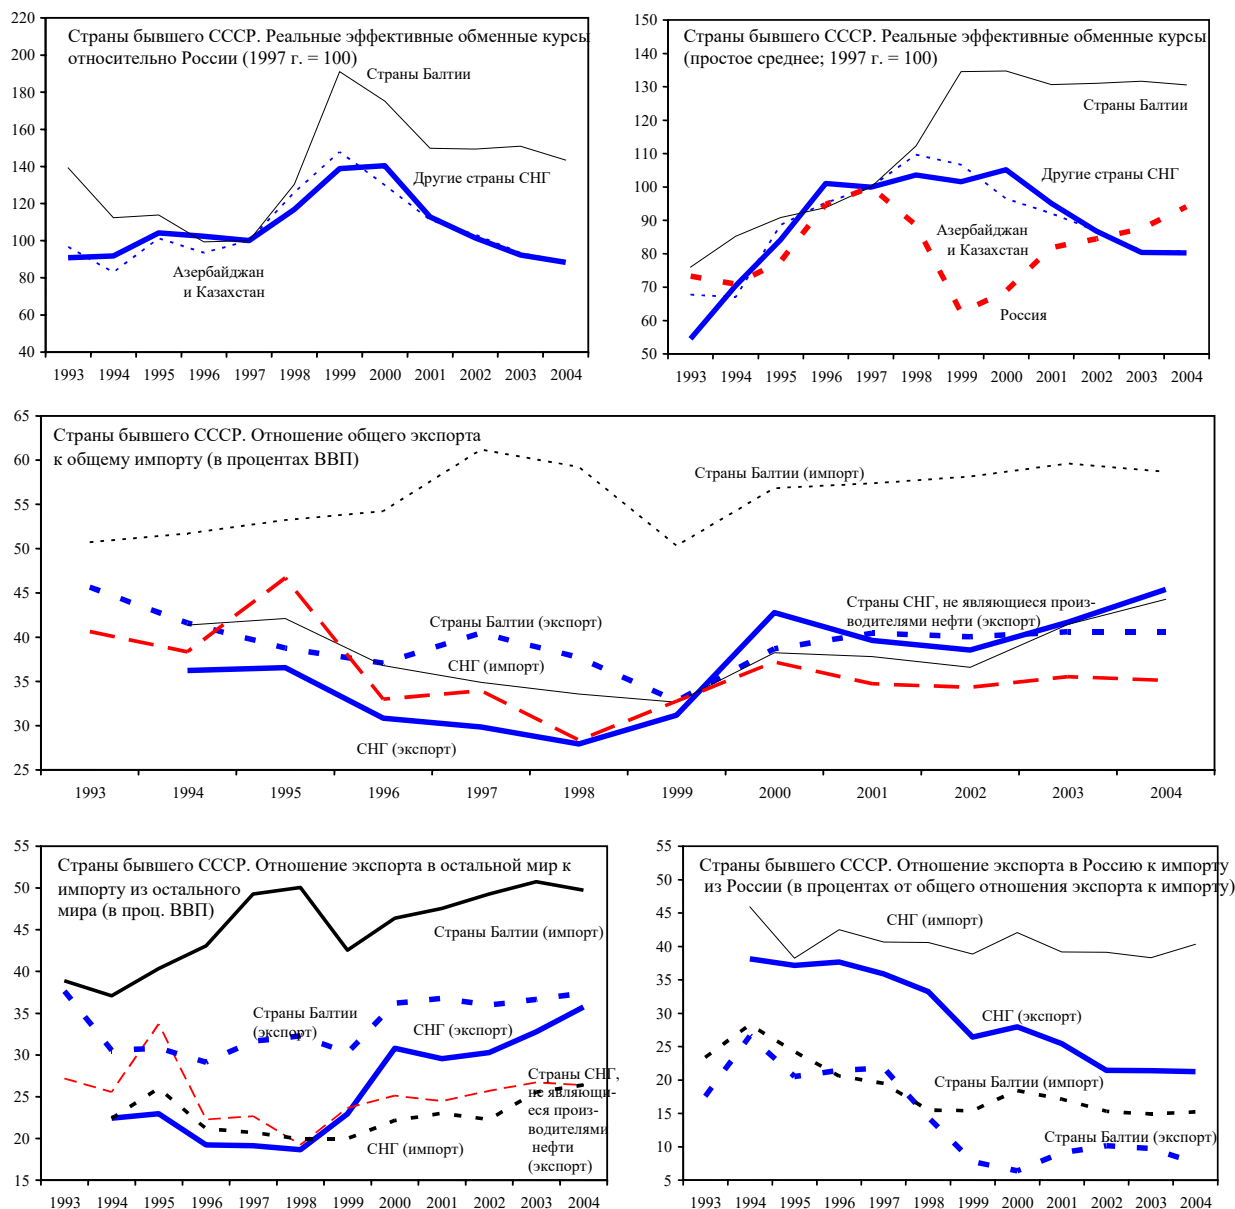 Страны бывшего СССР. Реальные эффективные обменные курсы
относительно России (1997 г. = 100)
220
200
180
160
140
120
100
80
60
40
Страны Балтии
Другие страны СНГ
Азербайджан
и Казахстан
1993 1994 1995 1996 1997 1998 1999 2000 2001 2002 2003 2004
Страны бывшего СССР. Реальные эффективные обменные курсы
(простое среднее; 1997 г. = 100)
150
140
130
120
110
100
90
80
70
60
50
Страны Балтии
Другие страны СНГ
Азербайджан
и Казахстан
Россия
1993 1994 1995 1996 1997 1998 1999 2000 2001 2002 2003 2004
Страны бывшего СССР. Отношение общего экспорта
к общему импорту (в процентах ВВП)
65
60
55
50
45
40
35
30
25
Страны Балтии (импорт)
Страны СНГ, не являющиеся произ-
водителями нефти (экспорт)
Страны Балтии (экспорт)
СНГ (импорт)
СНГ (экспорт)
1993 1994 1995 1996 1997 1998 1999 2000 2001 2002 2003 2004
Страны бывшего СССР. Отношение экспорта в остальной мир к
импорту из остального
мира (в проц. ВВП)
55
50
45
40
35
30
25
20
15
Страны Балтии (импорт)
Страны Балтии
(экспорт)
СНГ (экспорт)
Страны СНГ,
не являющи-
еся произ-
водителями
нефти
(экспорт)
СНГ (импорт)
1993 1994 1995 1996 1997 1998 1999 2000 2001 2002 2003 2004
Страны бывшего СССР. Отношение экспорта в Россию к импорту
из России (в процентах от общего отношения экспорта к импорту)
55
50
45
40
35
30
25
20
15
10
5
СНГ (импорт)
СНГ (экспорт)
Страны Балтии (импорт)
Страны Балтии (экспорт)
1993 1994 1995 1996 1997 1998 1999 2000 2001 2002 2003 2004